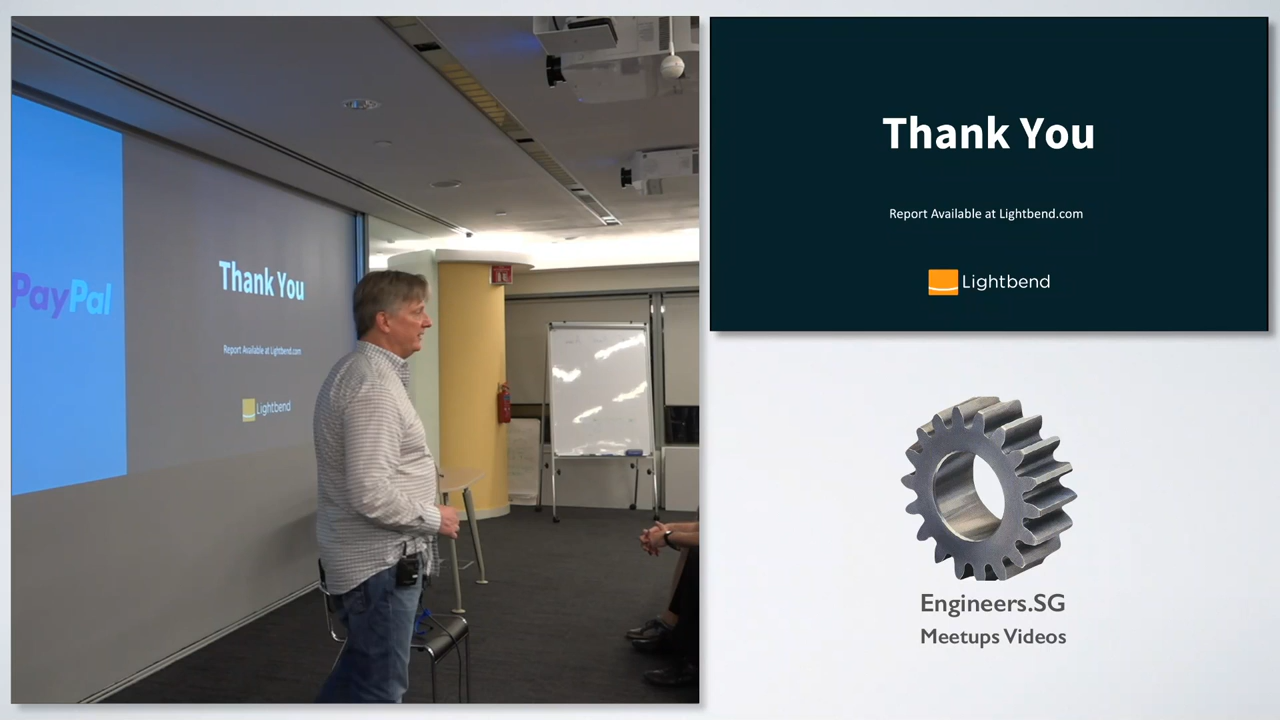 PayPal
Thank You
Report Available at Lightbend.com
Lightbend
Thank You
Report Available at Lightbend.com
Lightbend
Engineers.SG
Meetups Videos